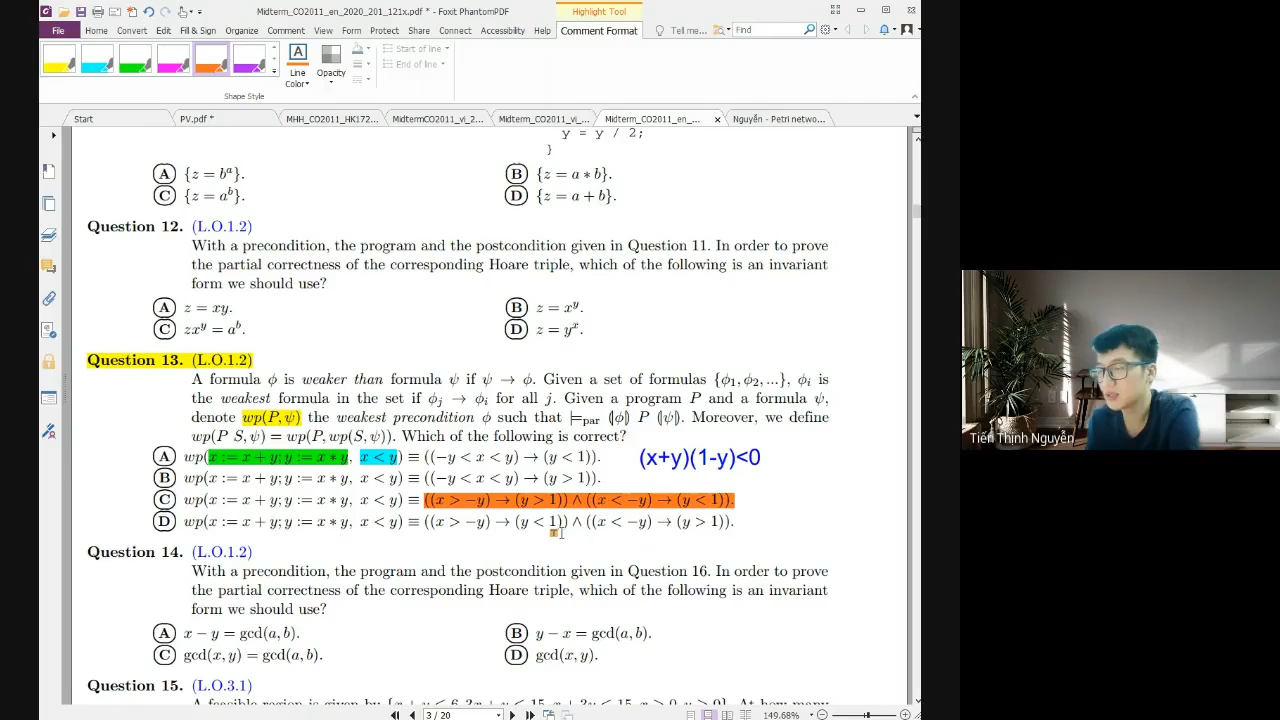 Midterm_CO2011_en_2020_201_121x.pdf * - Foxit PhantomPDF
Highlight Tool
File Home Convert Edit Fill & Sign Organize Comment View Form Protect Share Connect Accessibility Help Comment Format Tell me... Find
Line Color Opacity Start of line
End of line
Shape Style
Start PV.pdf * MHH_CO2011_HK172... MidtermCO2011_vi_2... Midterm_CO2011_vi_... Midterm_CO2011_en_... Nguyễn - Petri netwo...
y = y / 2;
}
A {z = bᵃ}. B {z = a ∗ b}.
C {z = aᵇ}. D {z = a + b}.
Question 12. (L.O.1.2)
With a precondition, the program and the postcondition given in Question 11. In order to prove
the partial correctness of the corresponding Hoare triple, which of the following is an invariant
form we should use?
A z = xy. B z = xʸ.
C zxʸ = aᵇ. D z = yˣ.
Question 13. (L.O.1.2)
A formula ϕ is weaker than formula ψ if ψ → ϕ. Given a set of formulas {ϕ₁, ϕ₂, ...}, ϕᵢ is
the weakest formula in the set if ϕⱼ → ϕᵢ for all j. Given a program P and a formula ψ,
denote wp(P, ψ) the weakest precondition ϕ such that ⊨par ⦇ϕ⦈ P ⦇ψ⦈. Moreover, we define
wp(P S, ψ) = wp(P, wp(S, ψ)). Which of the following is correct?
A wp(x := x + y; y := x ∗ y, x < y) ≡ ((−y < x < y) → (y < 1)). (x+y)(1-y)<0
B wp(x := x + y; y := x ∗ y, x < y) ≡ ((−y < x < y) → (y > 1)).
C wp(x := x + y; y := x ∗ y, x < y) ≡ ((x > −y) → (y > 1)) ∧ ((x < −y) → (y < 1)).
D wp(x := x + y; y := x ∗ y, x < y) ≡ ((x > −y) → (y < 1)) ∧ ((x < −y) → (y > 1)).
Question 14. (L.O.1.2)
With a precondition, the program and the postcondition given in Question 16. In order to prove
the partial correctness of the corresponding Hoare triple, which of the following is an invariant
form we should use?
A x − y = gcd(a, b). B y − x = gcd(a, b).
C gcd(x, y) = gcd(a, b). D gcd(x, y).
Question 15. (L.O.3.1)
3 / 20 149.68%
Tiến Thịnh Nguyễn